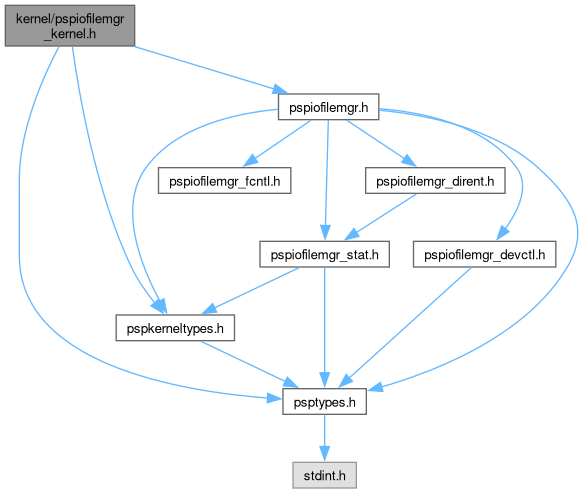 kernel/pspiofilemgr
_kernel.h
pspiofilemgr.h
pspiofilemgr_fcntl.h
pspiofilemgr_dirent.h
pspiofilemgr_stat.h
pspiofilemgr_devctl.h
pspkerneltypes.h
psptypes.h
stdint.h